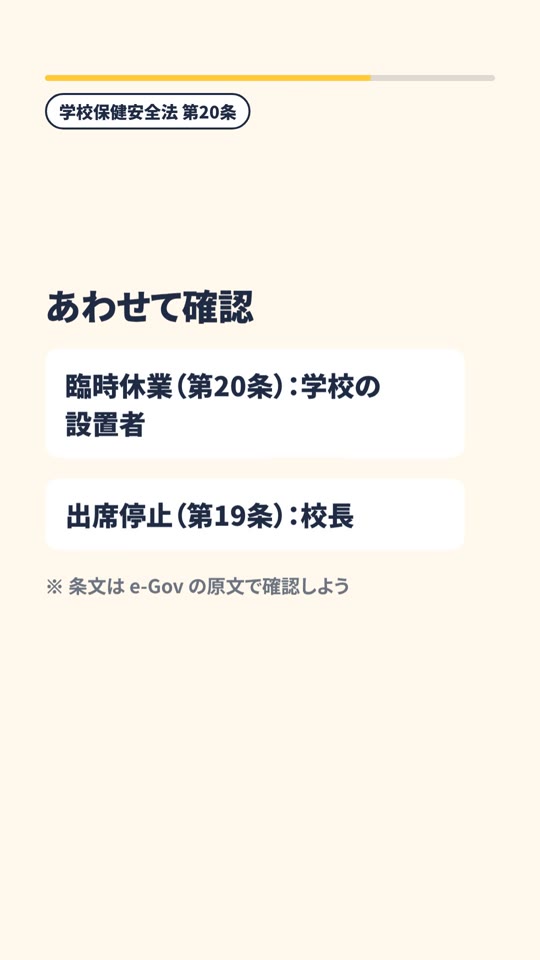 学校保健安全法 第20条
あわせて確認
臨時休業（第20条）：学校の
設置者
出席停止（第19条）：校長
※ 条文は e-Gov の原文で確認しよう